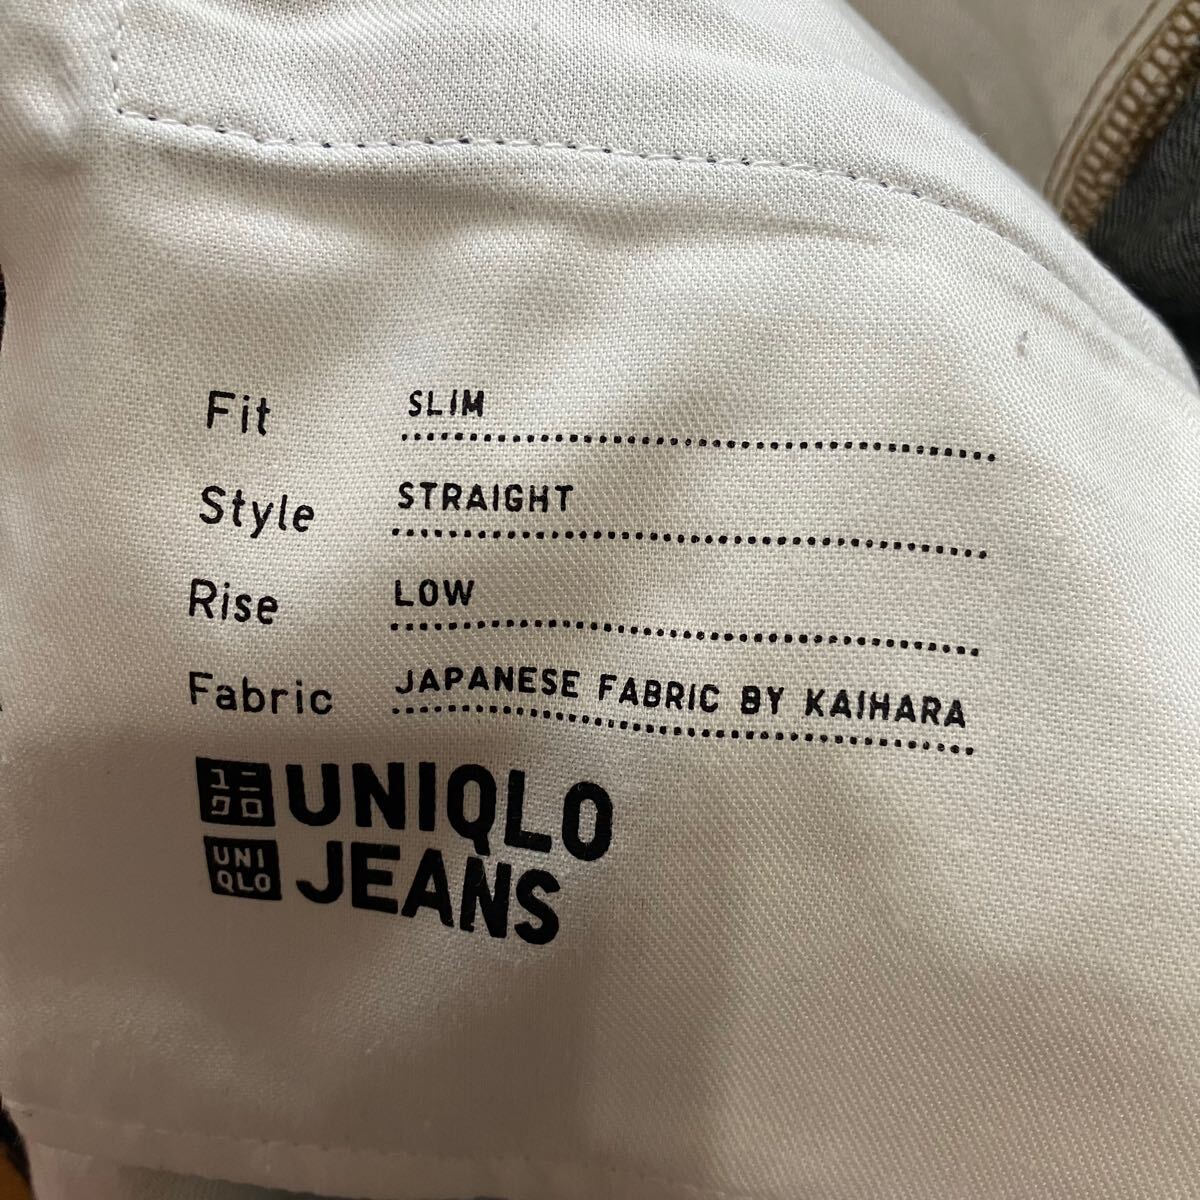 Fit SLIM
Style STRAIGHT
Rise LOW
Fabric JAPANESE FABRIC BY KAIHARA
ユニ
クロ
UNIQLO
UNI
QLO
JEANS